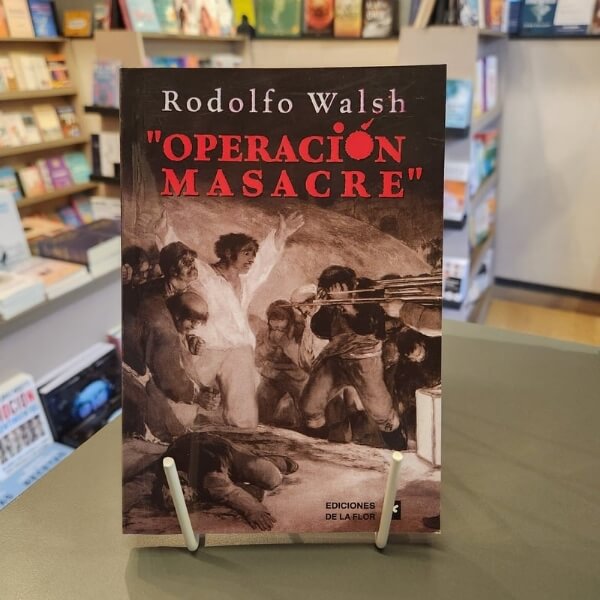 Rodolfo Walsh
"OPERACIÓN
MASACRE"
EDICIONES
DE LA FLOR